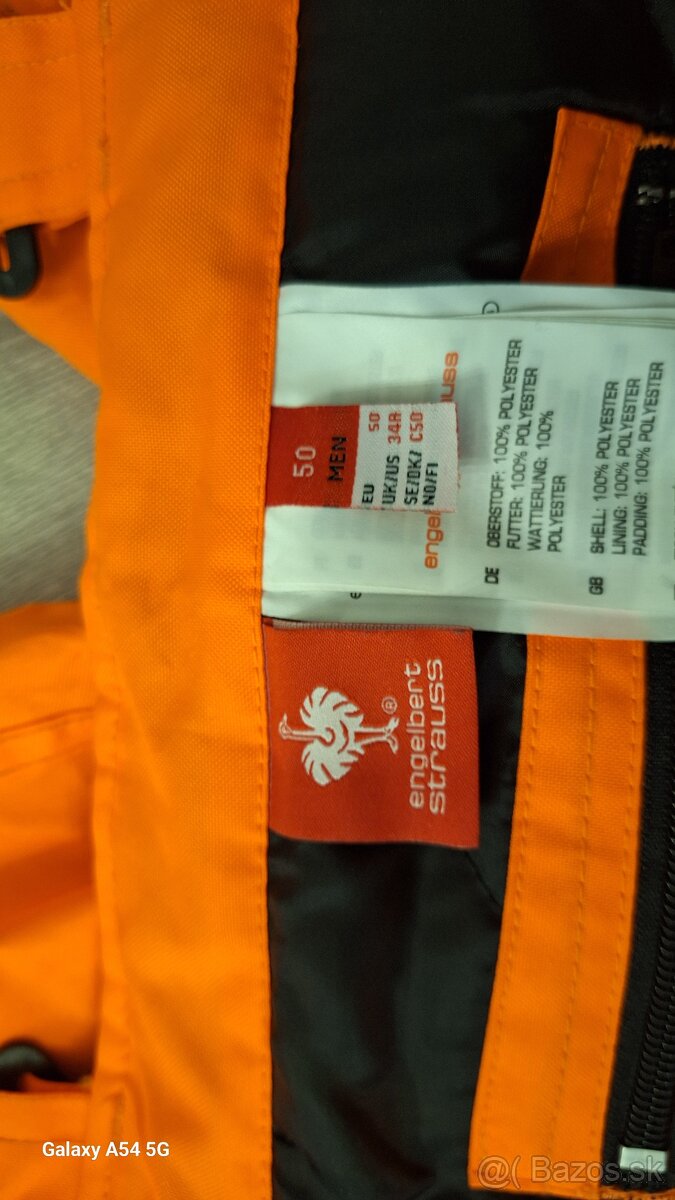 50
MEN
EU 50
UK/US 34R
SE/DK/ C50
NO/FI
engelbert
strauss
®
DE OBERSTOFF: 100% POLYESTER
FUTTER: 100% POLYESTER
WATTIERUNG: 100%
POLYESTER
GB SHELL: 100% POLYESTER
LINING: 100% POLYESTER
PADDING: 100% POLYESTER
Galaxy A54 5G
Bazos.sk